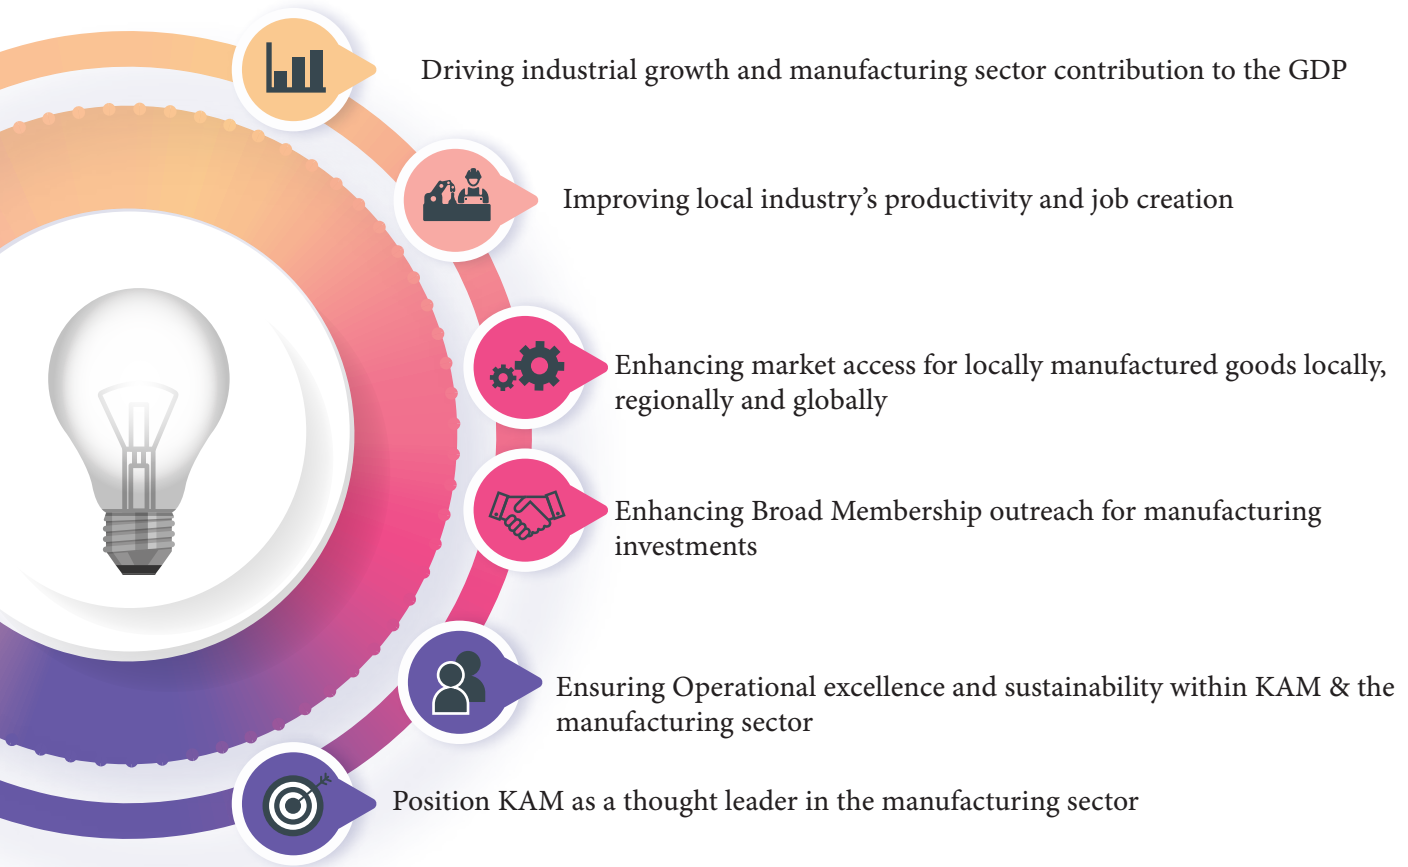 Driving industrial growth and manufacturing sector contribution to the GDP
Improving local industry’s productivity and job creation
Enhancing market access for locally manufactured goods locally,
regionally and globally
Enhancing Broad Membership outreach for manufacturing
investments
Ensuring Operational excellence and sustainability within KAM & the
manufacturing sector
Position KAM as a thought leader in the manufacturing sector